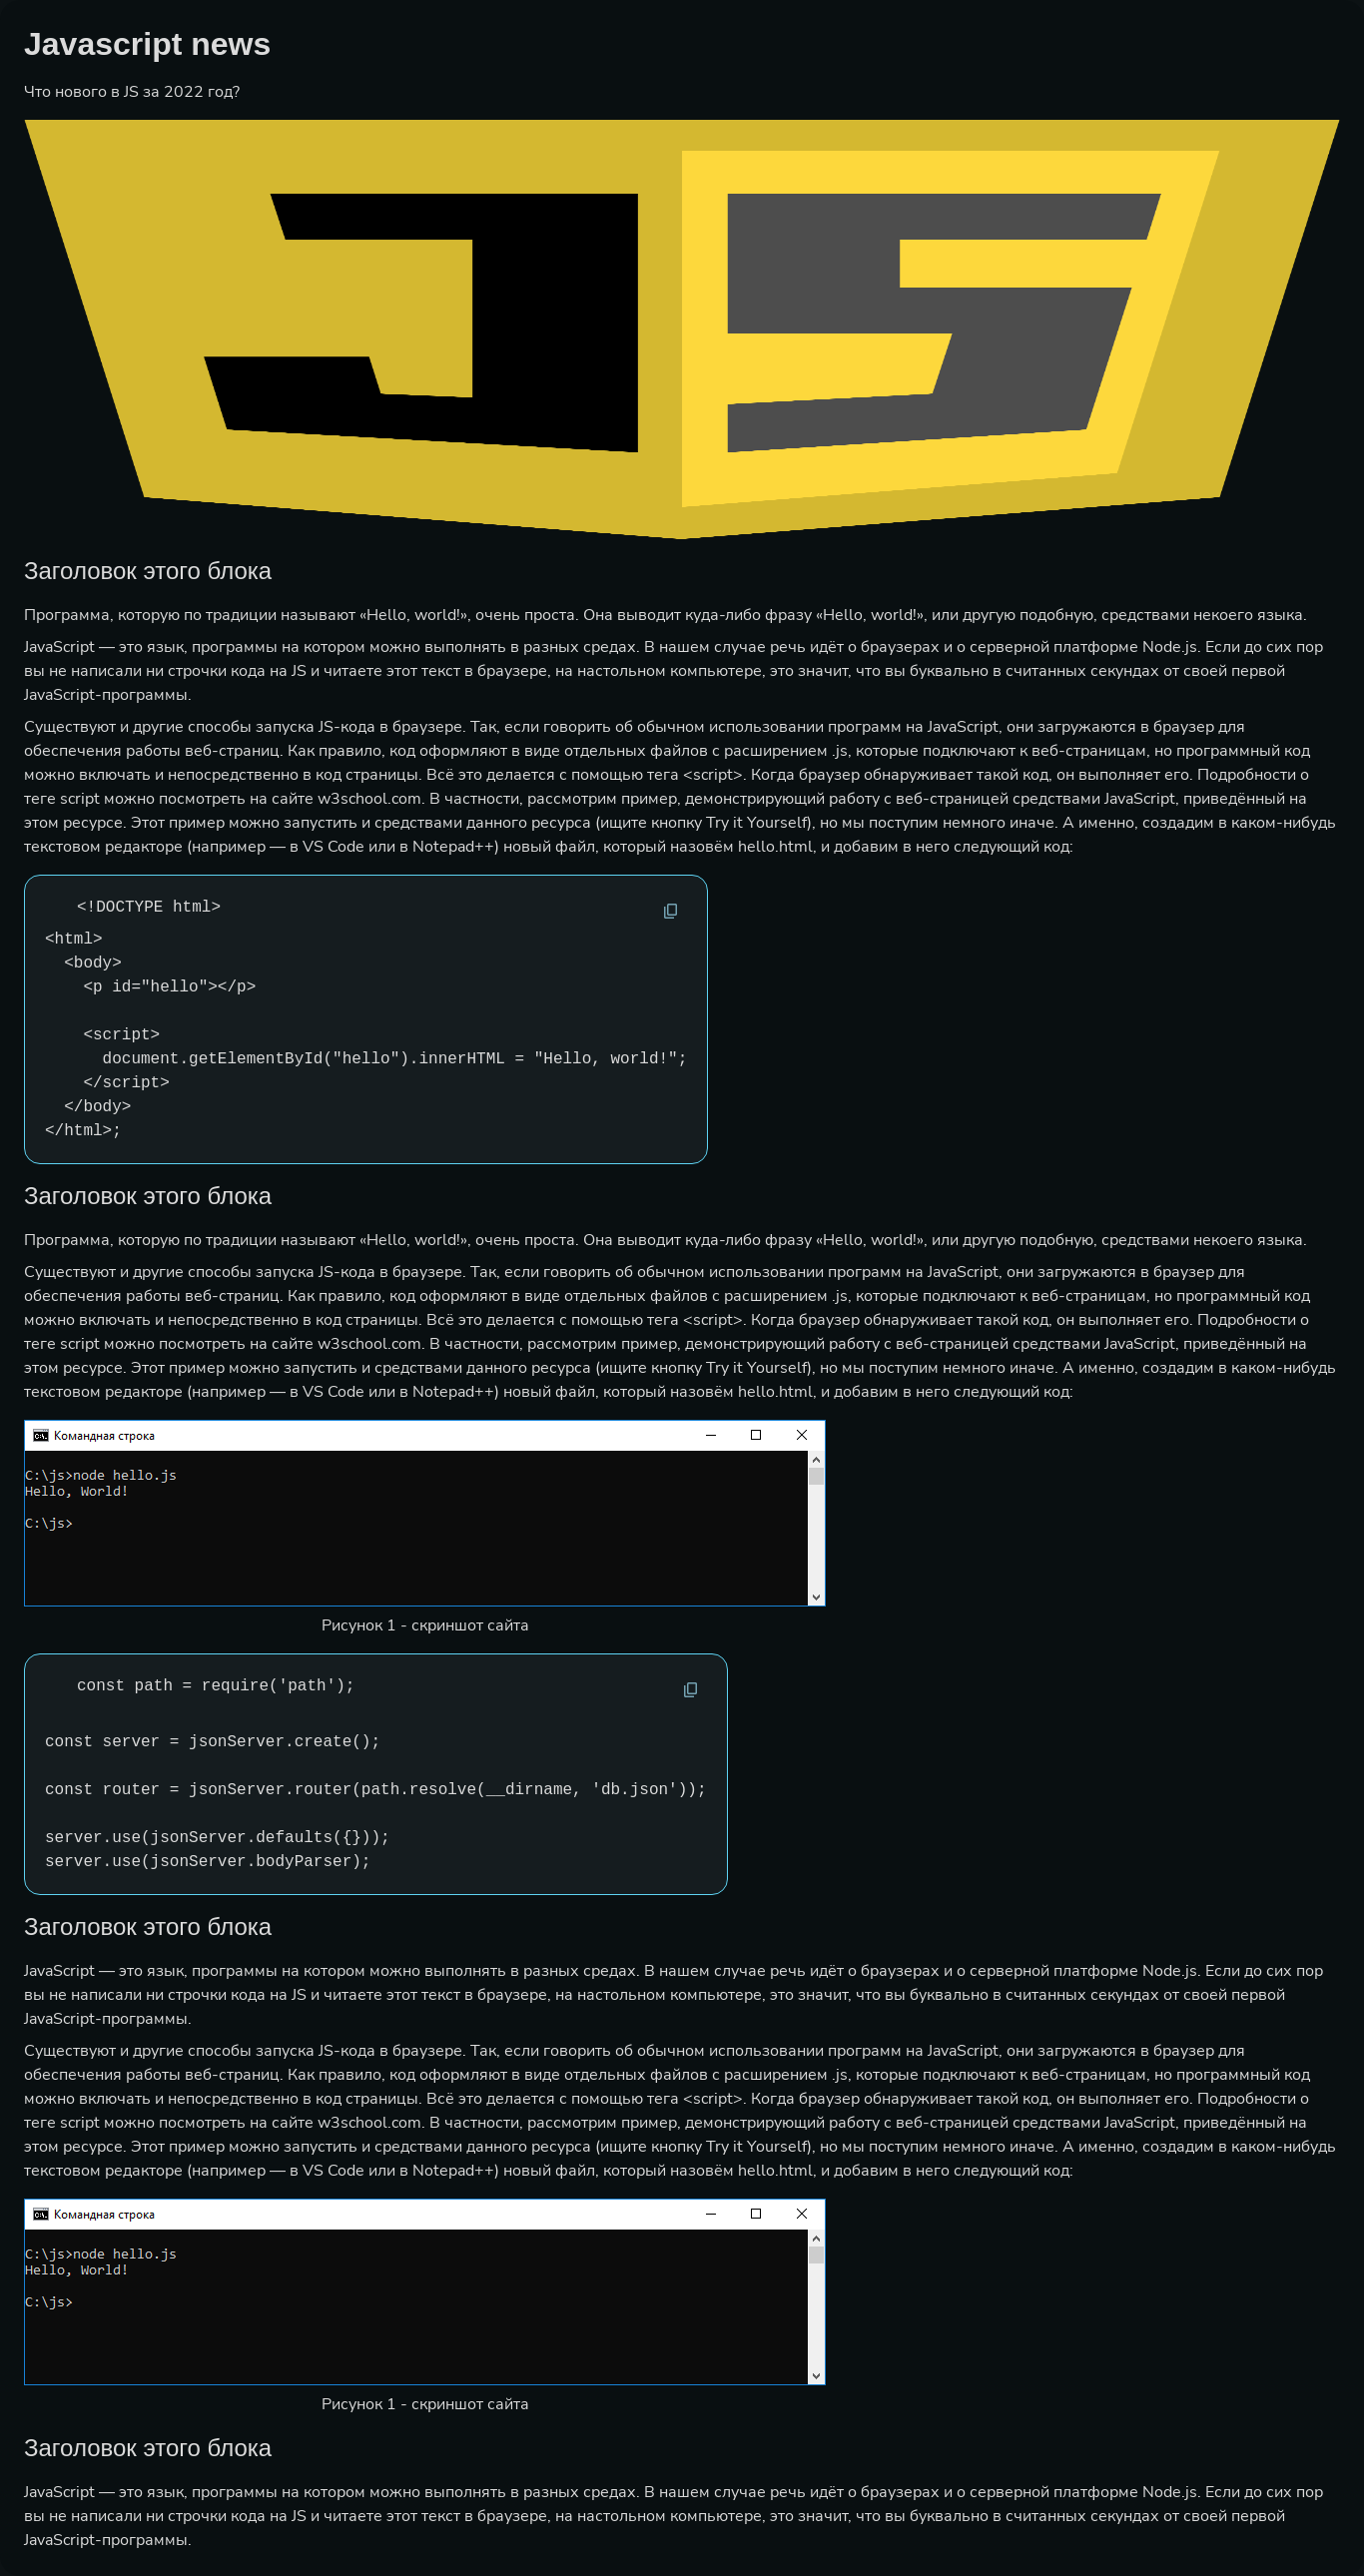 Javascript news
Что нового в JS за 2022 год?
JS
Заголовок этого блока
Программа, которую по традиции называют «Hello, world!», очень проста. Она выводит куда-либо фразу «Hello, world!», или другую подобную, средствами некоего языка.
JavaScript — это язык, программы на котором можно выполнять в разных средах. В нашем случае речь идёт о браузерах и о серверной платформе Node.js. Если до сих пор
вы не написали ни строчки кода на JS и читаете этот текст в браузере, на настольном компьютере, это значит, что вы буквально в считанных секундах от своей первой
JavaScript-программы.
Существуют и другие способы запуска JS-кода в браузере. Так, если говорить об обычном использовании программ на JavaScript, они загружаются в браузер для
обеспечения работы веб-страниц. Как правило, код оформляют в виде отдельных файлов с расширением .js, которые подключают к веб-страницам, но программный код
можно включать и непосредственно в код страницы. Всё это делается с помощью тега <script>. Когда браузер обнаруживает такой код, он выполняет его. Подробности о
теге script можно посмотреть на сайте w3school.com. В частности, рассмотрим пример, демонстрирующий работу с веб-страницей средствами JavaScript, приведённый на
этом ресурсе. Этот пример можно запустить и средствами данного ресурса (ищите кнопку Try it Yourself), но мы поступим немного иначе. А именно, создадим в каком-нибудь
текстовом редакторе (например — в VS Code или в Notepad++) новый файл, который назовём hello.html, и добавим в него следующий код:
<!DOCTYPE html>
<html>
<body>
<p id="hello"></p>
<script>
document.getElementById("hello").innerHTML = "Hello, world!";
</script>
</body>
</html>;
Заголовок этого блока
Программа, которую по традиции называют «Hello, world!», очень проста. Она выводит куда-либо фразу «Hello, world!», или другую подобную, средствами некоего языка.
Существуют и другие способы запуска JS-кода в браузере. Так, если говорить об обычном использовании программ на JavaScript, они загружаются в браузер для
обеспечения работы веб-страниц. Как правило, код оформляют в виде отдельных файлов с расширением .js, которые подключают к веб-страницам, но программный код
можно включать и непосредственно в код страницы. Всё это делается с помощью тега <script>. Когда браузер обнаруживает такой код, он выполняет его. Подробности о
теге script можно посмотреть на сайте w3school.com. В частности, рассмотрим пример, демонстрирующий работу с веб-страницей средствами JavaScript, приведённый на
этом ресурсе. Этот пример можно запустить и средствами данного ресурса (ищите кнопку Try it Yourself), но мы поступим немного иначе. А именно, создадим в каком-нибудь
текстовом редакторе (например — в VS Code или в Notepad++) новый файл, который назовём hello.html, и добавим в него следующий код:
Командная строка
C:\js>node hello.js
Hello, World!
C:\js>
Рисунок 1 - скриншот сайта
const path = require('path');
const server = jsonServer.create();
const router = jsonServer.router(path.resolve(__dirname, 'db.json'));
server.use(jsonServer.defaults({}));
server.use(jsonServer.bodyParser);
Заголовок этого блока
JavaScript — это язык, программы на котором можно выполнять в разных средах. В нашем случае речь идёт о браузерах и о серверной платформе Node.js. Если до сих пор
вы не написали ни строчки кода на JS и читаете этот текст в браузере, на настольном компьютере, это значит, что вы буквально в считанных секундах от своей первой
JavaScript-программы.
Существуют и другие способы запуска JS-кода в браузере. Так, если говорить об обычном использовании программ на JavaScript, они загружаются в браузер для
обеспечения работы веб-страниц. Как правило, код оформляют в виде отдельных файлов с расширением .js, которые подключают к веб-страницам, но программный код
можно включать и непосредственно в код страницы. Всё это делается с помощью тега <script>. Когда браузер обнаруживает такой код, он выполняет его. Подробности о
теге script можно посмотреть на сайте w3school.com. В частности, рассмотрим пример, демонстрирующий работу с веб-страницей средствами JavaScript, приведённый на
этом ресурсе. Этот пример можно запустить и средствами данного ресурса (ищите кнопку Try it Yourself), но мы поступим немного иначе. А именно, создадим в каком-нибудь
текстовом редакторе (например — в VS Code или в Notepad++) новый файл, который назовём hello.html, и добавим в него следующий код:
Командная строка
C:\js>node hello.js
Hello, World!
C:\js>
Рисунок 1 - скриншот сайта
Заголовок этого блока
JavaScript — это язык, программы на котором можно выполнять в разных средах. В нашем случае речь идёт о браузерах и о серверной платформе Node.js. Если до сих пор
вы не написали ни строчки кода на JS и читаете этот текст в браузере, на настольном компьютере, это значит, что вы буквально в считанных секундах от своей первой
JavaScript-программы.